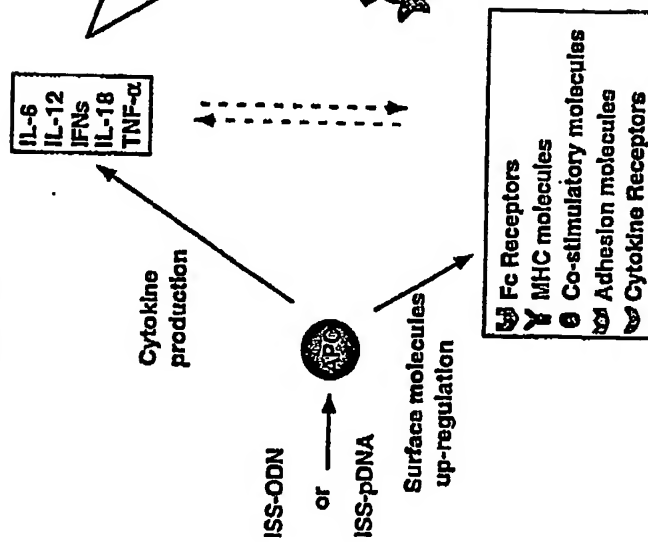 IL-6
IL-12
IFNs
IL-18
TNF-α
Cytokine
production
ISS-ODN
or
ISS-pDNA
APC
Surface molecules
up-regulation
Fc Receptors
MHC molecules
Co-stimulatory molecules
Adhesion molecules
Cytokine Receptors